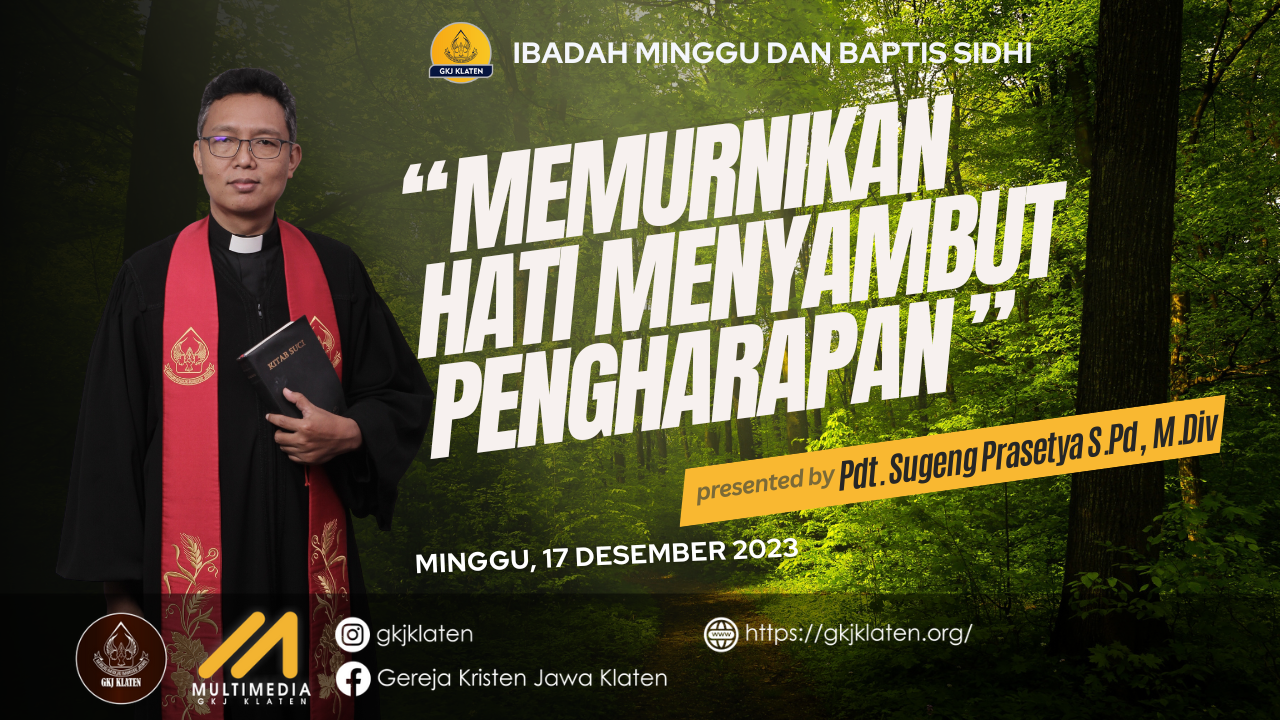 GKJ KLATEN
IBADAH MINGGU DAN BAPTIS SIDHI
“MEMURNIKAN
HATI MENYAMBUT
PENGHARAPAN”
presented by Pdt. Sugeng Prasetya S.Pd, M.Div
KITAB SUCI
MINGGU, 17 DESEMBER 2023
GKJ KLATEN
MULTIMEDIA
GKJ KLATEN
gkjklaten
Gereja Kristen Jawa Klaten
WWW
https://gkjklaten.org/